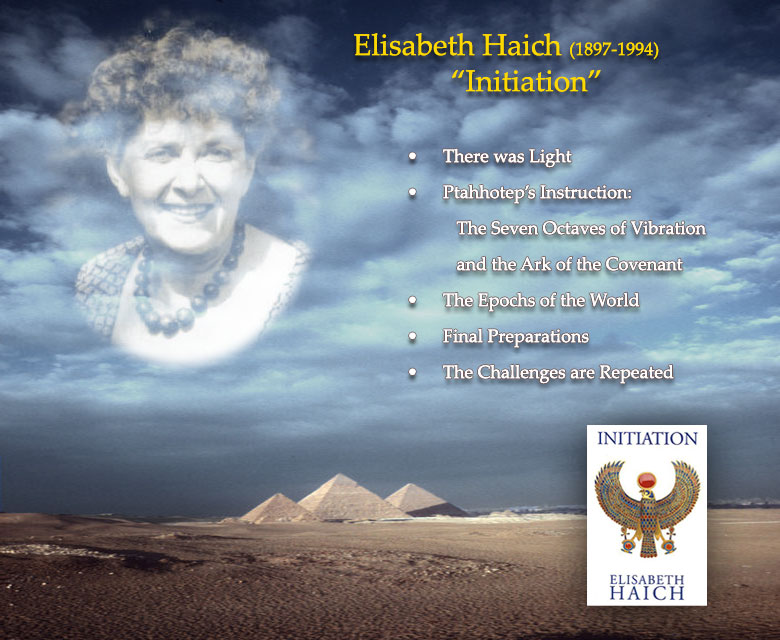 Elisabeth Haich (1897-1994)
“Initiation”
• There was Light
• Ptahhotep’s Instruction:
The Seven Octaves of Vibration
and the Ark of the Covenant
• The Epochs of the World
• Final Preparations
• The Challenges are Repeated
INITIATION
ELISABETH
HAICH